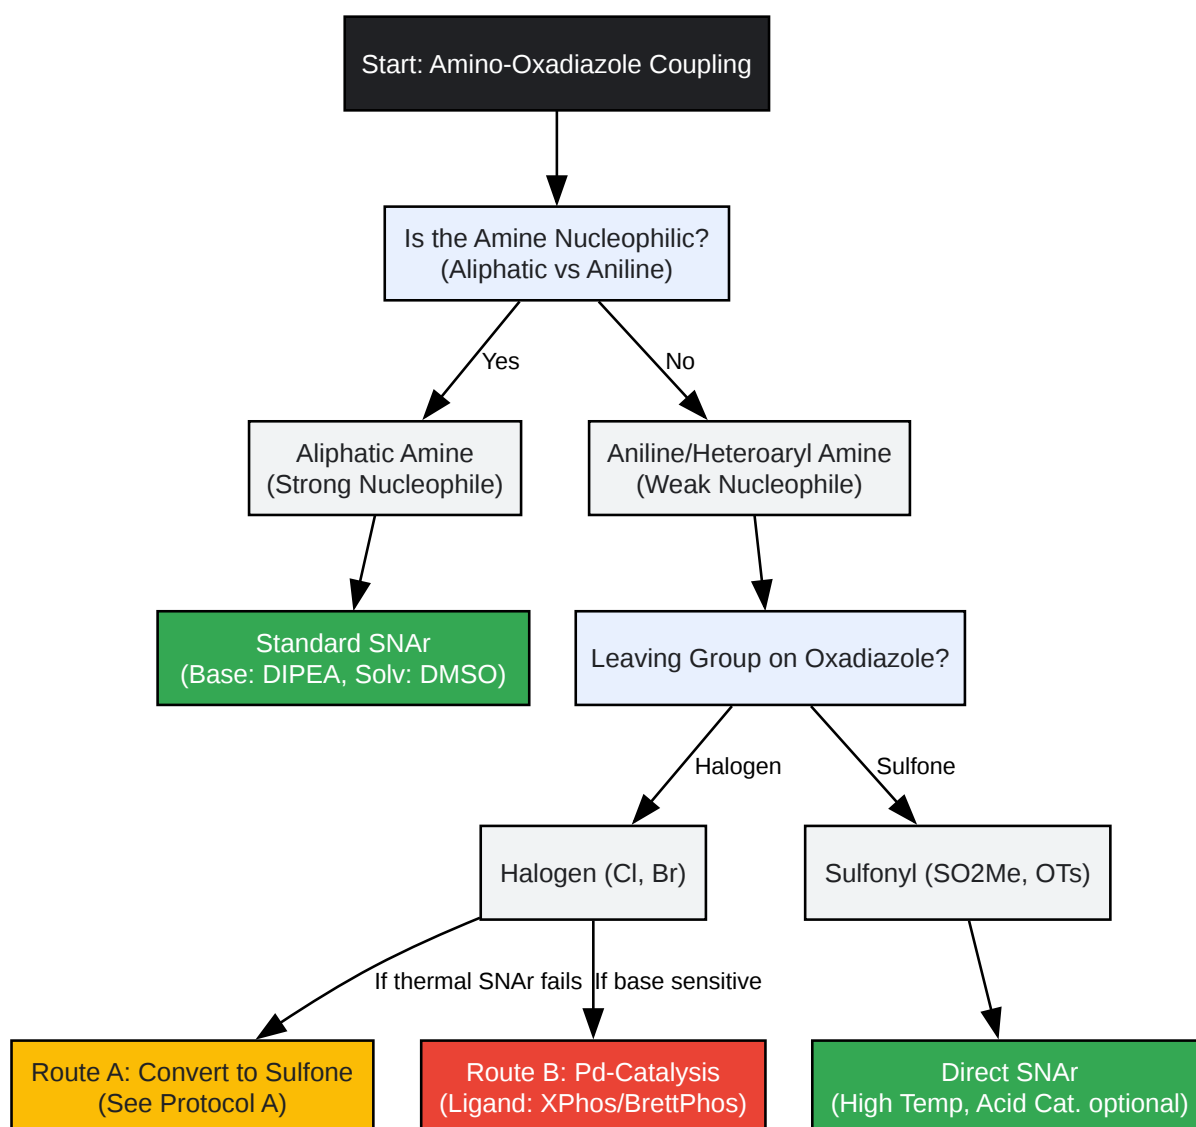 Start: Amino-Oxadiazole Coupling
Is the Amine Nucleophilic?
(Aliphatic vs Aniline)
Yes
No
Aliphatic Amine
(Strong Nucleophile)
Aniline/Heteroaryl Amine
(Weak Nucleophile)
Standard SNAr
(Base: DIPEA, Solv: DMSO)
Leaving Group on Oxadiazole?
Halogen
Sulfone
Halogen (Cl, Br)
Sulfonyl (SO2Me, OTs)
If thermal SNAr fails
If base sensitive
Route A: Convert to Sulfone
(See Protocol A)
Route B: Pd-Catalysis
(Ligand: XPhos/BrettPhos)
Direct SNAr
(High Temp, Acid Cat. optional)